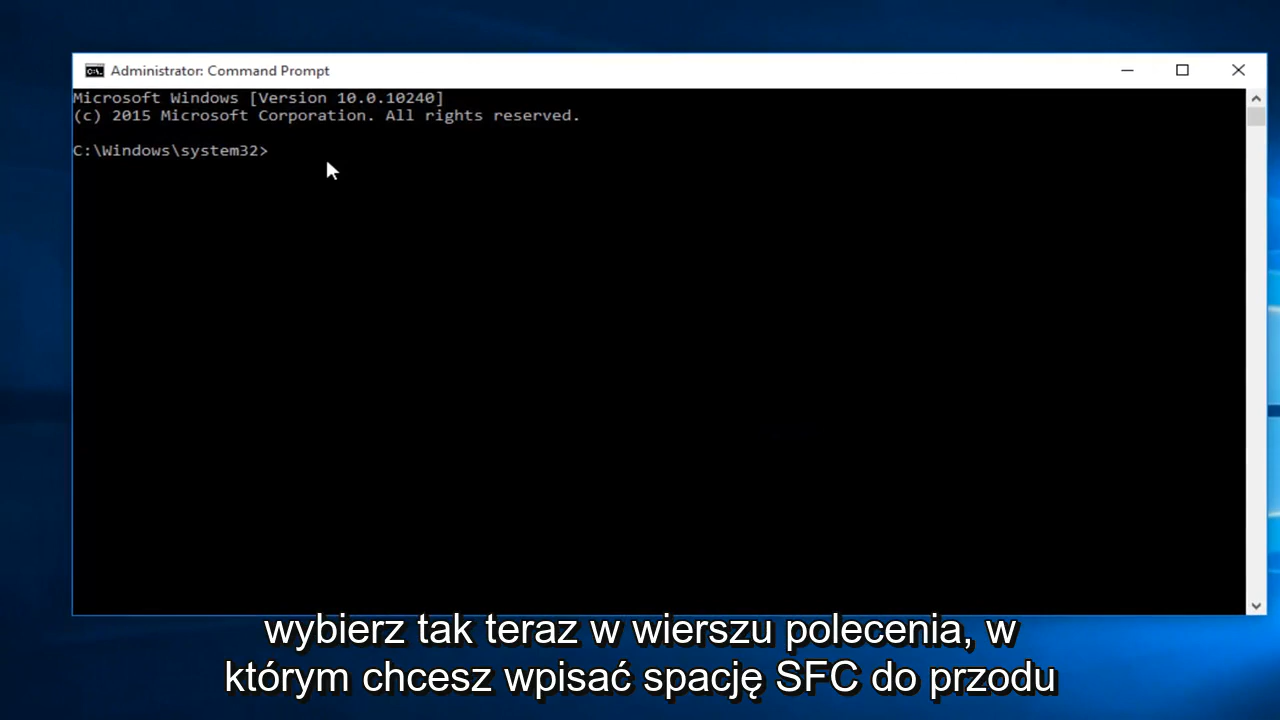 Administrator: Command Prompt
Microsoft Windows [Version 10.0.10240]
(c) 2015 Microsoft Corporation. All rights reserved.
C:\Windows\system32>
wybierz tak teraz w wierszu polecenia, w
którym chcesz wpisać spację SFC do przodu